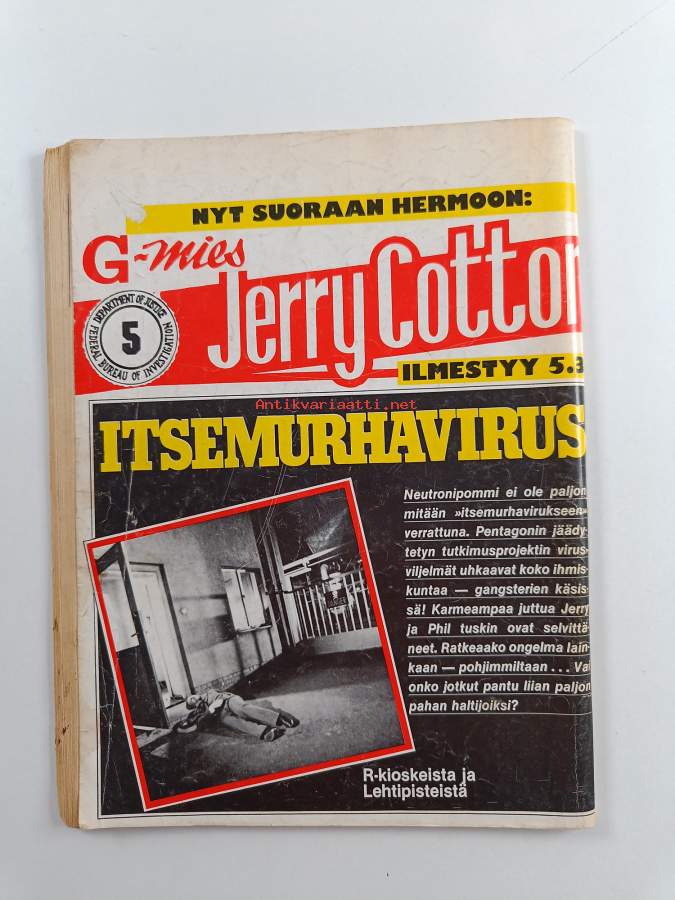 NYT SUORAAN HERMOON:
G-mies
Jerry Cotton
DEPARTMENT OF JUSTICE
FEDERAL BUREAU OF INVESTIGATION
5
ILMESTYY 5.3
Antikvariaatti.net
ITSEMURHAVIRUS
Neutronipommi ei ole paljon
mitään »itsemurhavirukseen»
verrattuna. Pentagonin jäädy-
tetyn tutkimusprojektin virus-
viljelmät uhkaavat koko ihmis-
kuntaa — gangsterien käsis-
sä! Karmeampaa juttua Jerry
ja Phil tuskin ovat selvittä-
neet. Ratkeaako ongelma lain-
kaan — pohjimmiltaan . . . Vai
onko jotkut pantu liian paljon
pahan haltijoiksi?
R-kioskeista ja
Lehtipisteistä